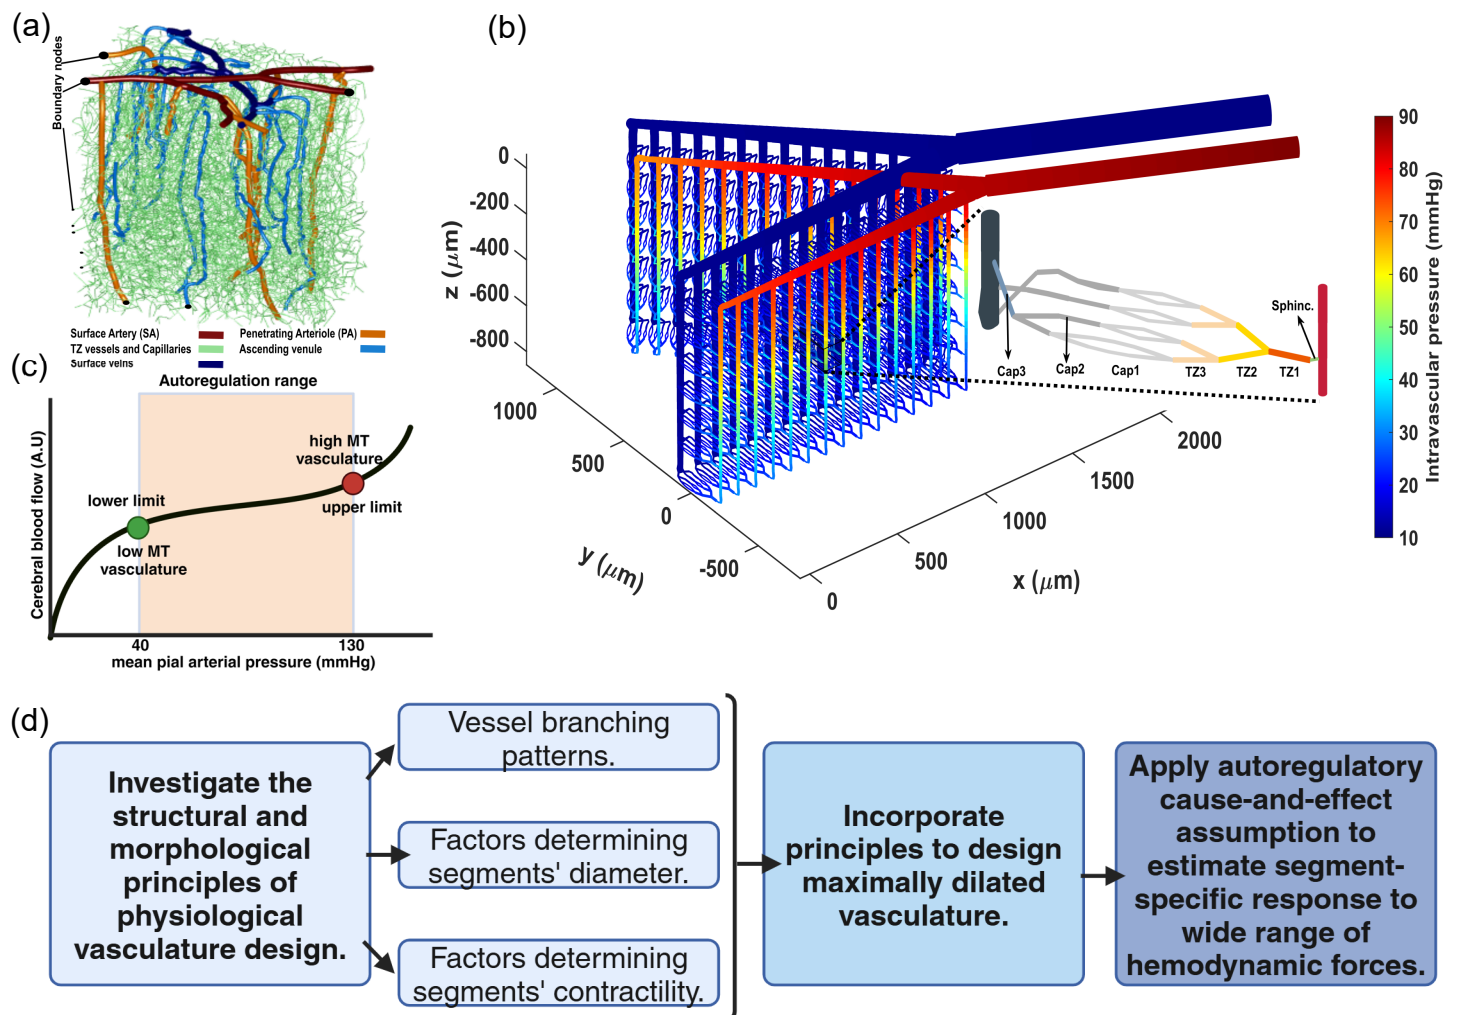 (a)
Boundary nodes
Surface Artery (SA)
Penetrating Arteriole (PA)
TZ vessels and Capillaries
Ascending venule
Surface veins
(b)
0
-200
-400
-600
-800
z (μm)
1000
500
0
-500
y (μm)
0
500
1000
1500
2000
x (μm)
Sphinc.
Cap3
Cap2
Cap1
TZ3
TZ2
TZ1
90
80
70
60
50
40
30
20
10
Intravascular pressure (mmHg)
(c)
Autoregulation range
high MT
vasculature
lower limit
upper limit
low MT
vasculature
Cerebral blood flow (A.U)
40
130
mean pial arterial pressure (mmHg)
(d)
Investigate the
structural and
morphological
principles of
physiological
vasculature design.
Vessel branching
patterns.
Factors determining
segments' diameter.
Factors determining
segments' contractility.
Incorporate
principles to design
maximally dilated
vasculature.
Apply autoregulatory
cause-and-effect
assumption to
estimate segment-
specific response to
wide range of
hemodynamic forces.